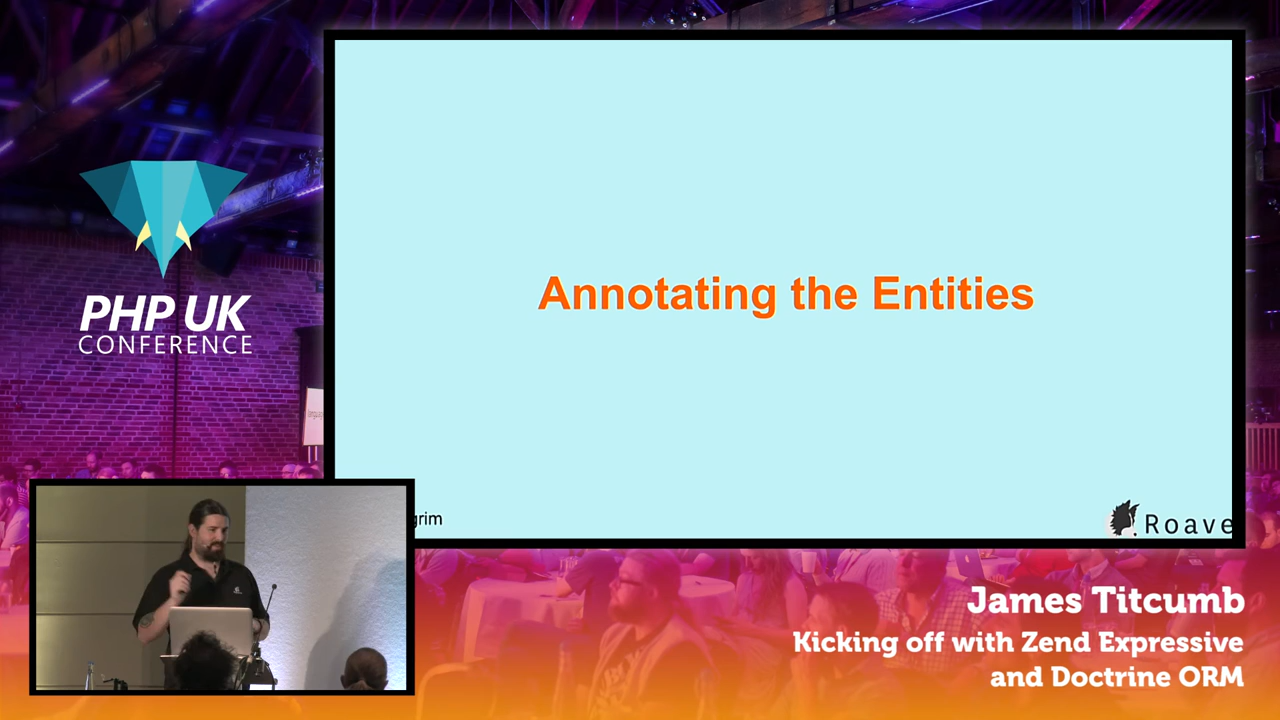 Annotating the Entities
PHP UK
CONFERENCE
grim
Roave
James Titcumb
Kicking off with Zend Expressive
and Doctrine ORM